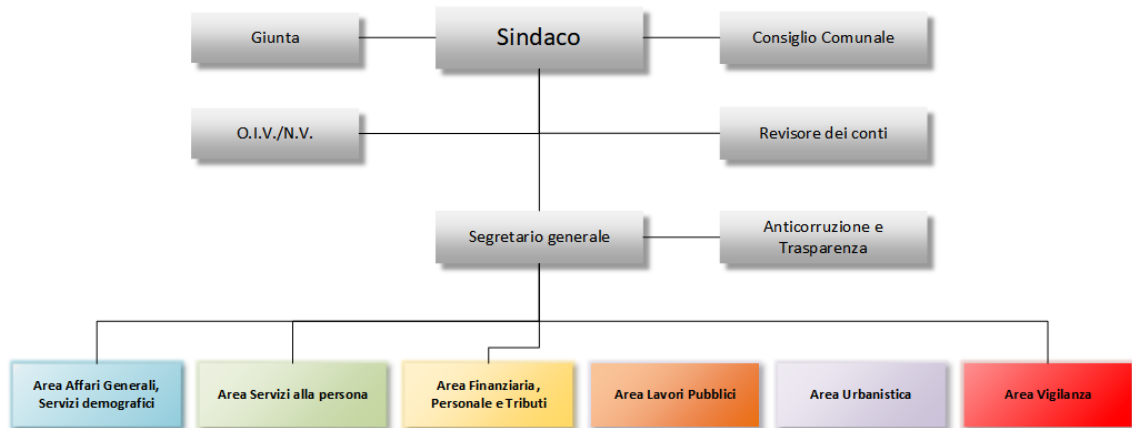 Giunta
Sindaco
Consiglio Comunale
O.I.V./N.V.
Revisore dei conti
Segretario generale
Anticorruzione e
Trasparenza
Area Affari Generali,
Servizi demografici
Area Servizi alla persona
Area Finanziaria,
Personale e Tributi
Area Lavori Pubblici
Area Urbanistica
Area Vigilanza